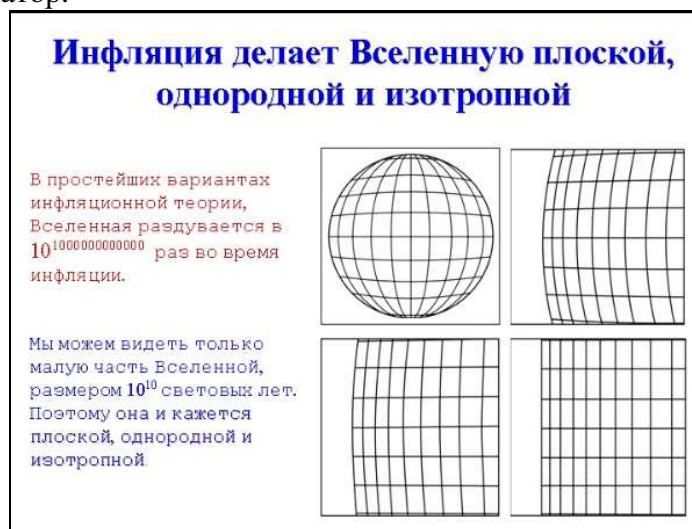 атор.
Инфляция делает Вселенную плоской,
однородной и изотропной
В простейших вариантах
инфляционной теории,
Вселенная раздувается в
10^1000000000000 раз во время
инфляции.
Мы можем видеть только
малую часть Вселенной,
размером 10^10 световых лет.
Поэтому она и кажется
плоской, однородной и
изотропной.